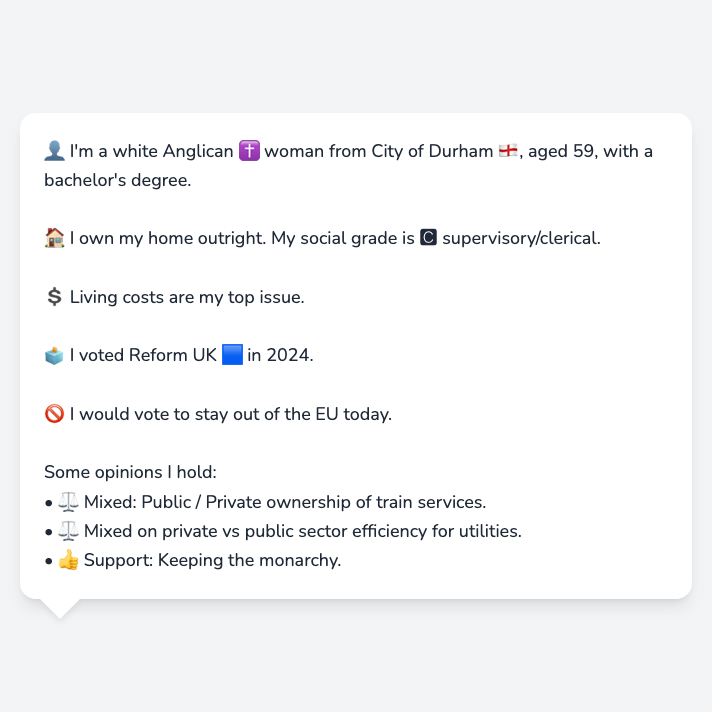 👤 I'm a white Anglican ✝️ woman from City of Durham 🏴󠁧󠁢󠁥󠁮󠁧󠁿, aged 59, with a
bachelor's degree.
🏠 I own my home outright. My social grade is 🅲 supervisory/clerical.
💲 Living costs are my top issue.
🗳️ I voted Reform UK 🟦 in 2024.
🚫 I would vote to stay out of the EU today.
Some opinions I hold:
• ⚖️ Mixed: Public / Private ownership of train services.
• ⚖️ Mixed on private vs public sector efficiency for utilities.
• 👍 Support: Keeping the monarchy.